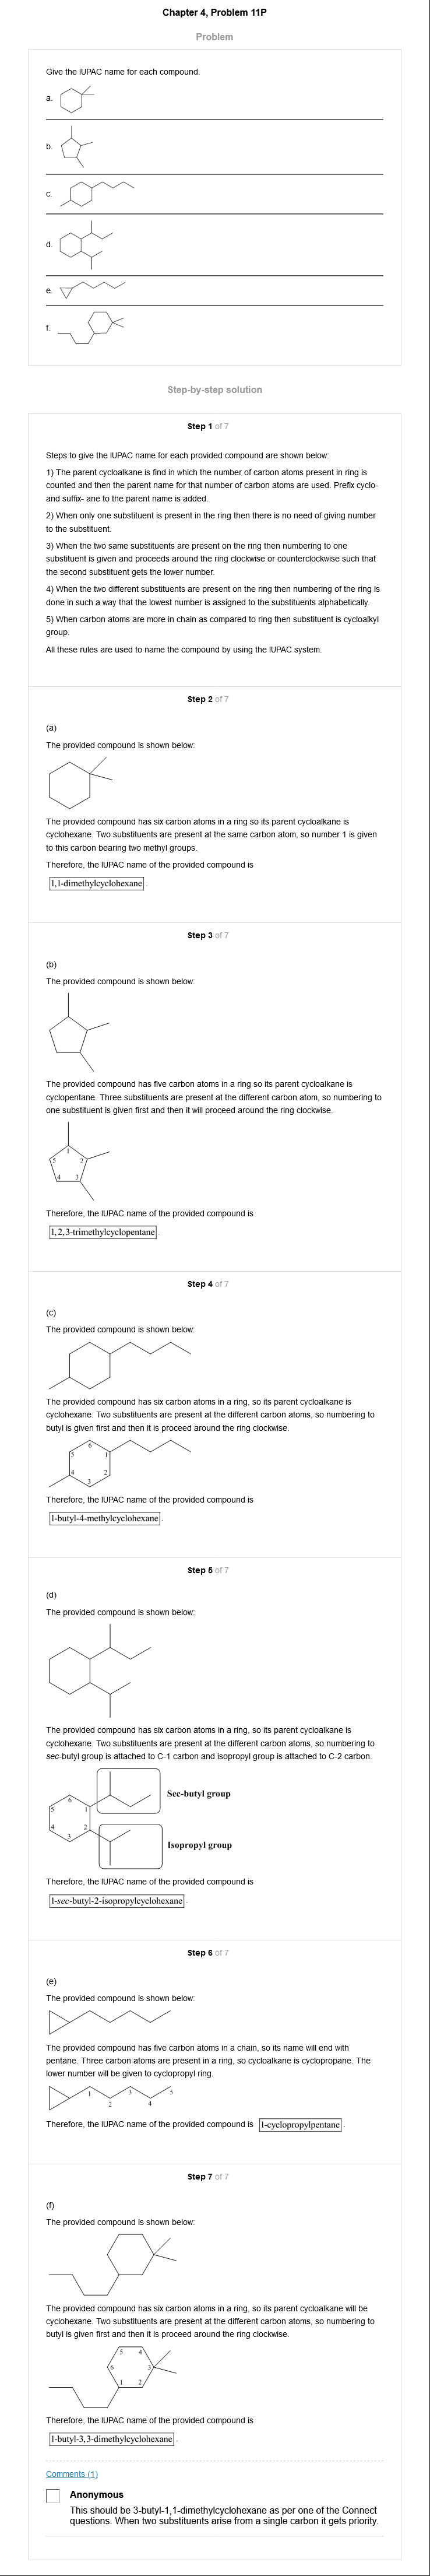 Chapter 4, Problem 11P
Problem
Give the IUPAC name for each compound.
a.
b.
c.
d.
e.
f.
Step-by-step solution
Step 1 of 7
Steps to give the IUPAC name for each provided compound are shown below:
1) The parent cycloalkane is find in which the number of carbon atoms present in ring is
counted and then the parent name for that number of carbon atoms are used. Prefix cyclo-
and suffix- ane to the parent name is added.
2) When only one substituent is present in the ring then there is no need of giving number
to the substituent.
3) When the two same substituents are present on the ring then numbering to one
substituent is given and proceeds around the ring clockwise or counterclockwise such that
the second substituent gets the lower number.
4) When the two different substituents are present on the ring then numbering of the ring is
done in such a way that the lowest number is assigned to the substituents alphabetically.
5) When carbon atoms are more in chain as compared to ring then substituent is cycloalkyl
group.
All these rules are used to name the compound by using the IUPAC system.
Step 2 of 7
(a)
The provided compound is shown below:
The provided compound has six carbon atoms in a ring so its parent cycloalkane is
cyclohexane. Two substituents are present at the same carbon atom, so number 1 is given
to this carbon bearing two methyl groups.
Therefore, the IUPAC name of the provided compound is
1,1-dimethylcyclohexane.
Step 3 of 7
(b)
The provided compound is shown below:
The provided compound has five carbon atoms in a ring so its parent cycloalkane is
cyclopentane. Three substituents are present at the different carbon atom, so numbering to
one substituent is given first and then it will proceed around the ring clockwise.
1
5 2
4 3
Therefore, the IUPAC name of the provided compound is
1,2,3-trimethylcyclopentane.
Step 4 of 7
(c)
The provided compound is shown below:
The provided compound has six carbon atoms in a ring, so its parent cycloalkane is
cyclohexane. Two substituents are present at the different carbon atoms, so numbering to
butyl is given first and then it is proceed around the ring clockwise.
6
5 1
4 2
3
Therefore, the IUPAC name of the provided compound is
1-butyl-4-methylcyclohexane.
Step 5 of 7
(d)
The provided compound is shown below:
The provided compound has six carbon atoms in a ring, so its parent cycloalkane is
cyclohexane. Two substituents are present at the different carbon atoms, so numbering to
sec-butyl group is attached to C-1 carbon and isopropyl group is attached to C-2 carbon.
Sec-butyl group
6
5 1
4 2
3
Isopropyl group
Therefore, the IUPAC name of the provided compound is
1-sec-butyl-2-isopropylcyclohexane.
Step 6 of 7
(e)
The provided compound is shown below:
The provided compound has five carbon atoms in a chain, so its name will end with
pentane. Three carbon atoms are present in a ring, so cycloalkane is cyclopropane. The
lower number will be given to cyclopropyl ring.
1 3 5
2 4
Therefore, the IUPAC name of the provided compound is 1-cyclopropylpentane.
Step 7 of 7
(f)
The provided compound is shown below:
The provided compound has six carbon atoms in a ring, so its parent cycloalkane will be
cyclohexane. Two substituents are present at the different carbon atoms, so numbering to
butyl is given first and then it is proceed around the ring clockwise.
5 4
6 3
1 2
Therefore, the IUPAC name of the provided compound is
1-butyl-3,3-dimethylcyclohexane.
Comments (1)
Anonymous
This should be 3-butyl-1,1-dimethylcyclohexane as per one of the Connect
questions. When two substituents arise from a single carbon it gets priority.